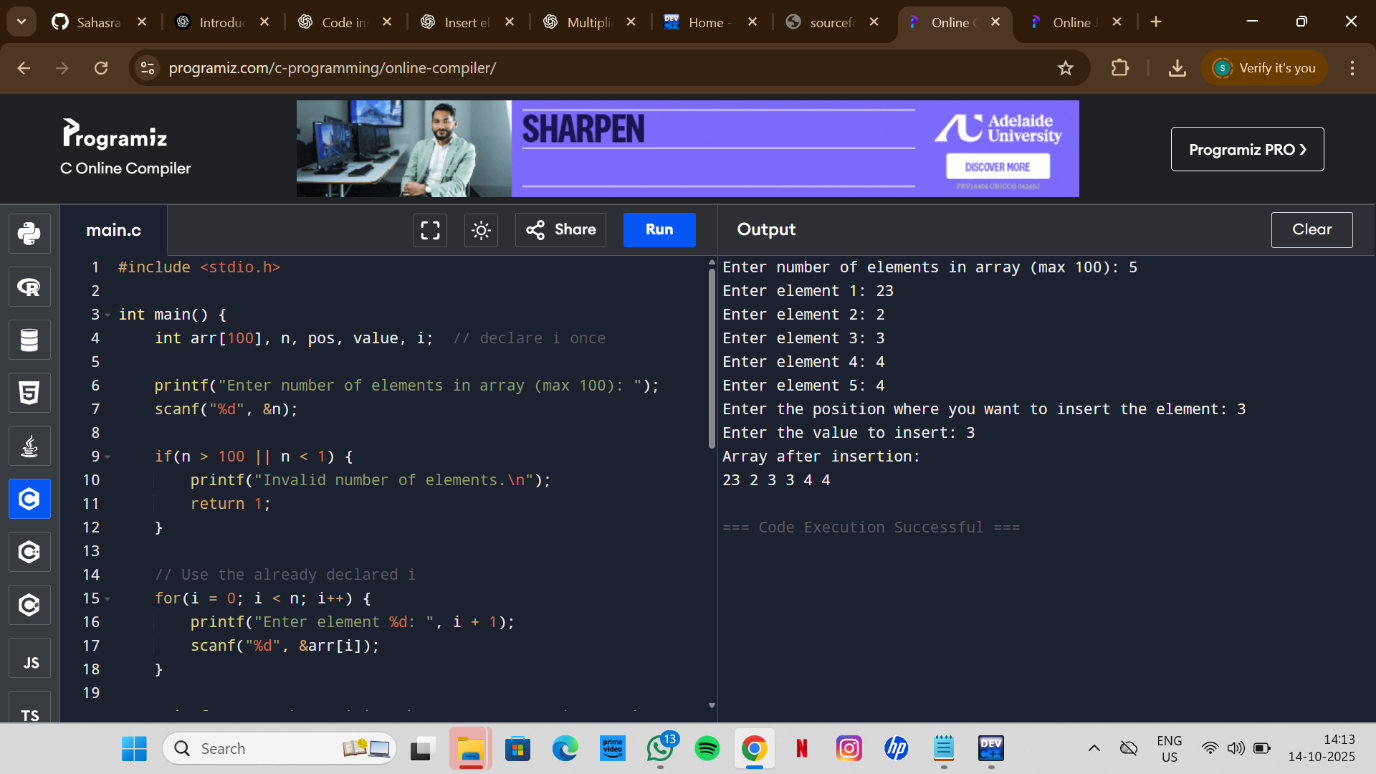 Sahasra
Introduc
Code in
Insert el
Multipli
Home -
sourcefo
Online C
Online J
programiz.com/c-programming/online-compiler/
Verify it's you
Programiz
C Online Compiler
SHARPEN
Adelaide
University
DISCOVER MORE
Programiz PRO
main.c
Share
Run
Output
Clear
1 #include <stdio.h>
2
3 int main() {
4 int arr[100], n, pos, value, i;  // declare i once
5
6 printf("Enter number of elements in array (max 100): ");
7 scanf("%d", &n);
8
9 if(n > 100 || n < 1) {
10 printf("Invalid number of elements.\n");
11 return 1;
12 }
13
14 // Use the already declared i
15 for(i = 0; i < n; i++) {
16 printf("Enter element %d: ", i + 1);
17 scanf("%d", &arr[i]);
18 }
19
Enter number of elements in array (max 100): 5
Enter element 1: 23
Enter element 2: 2
Enter element 3: 3
Enter element 4: 4
Enter element 5: 4
Enter the position where you want to insert the element: 3
Enter the value to insert: 3
Array after insertion:
23 2 3 3 4 4
=== Code Execution Successful ===
JS
TS
Search
prime video
13
DEV
ENG
US
14:13
14-10-2025